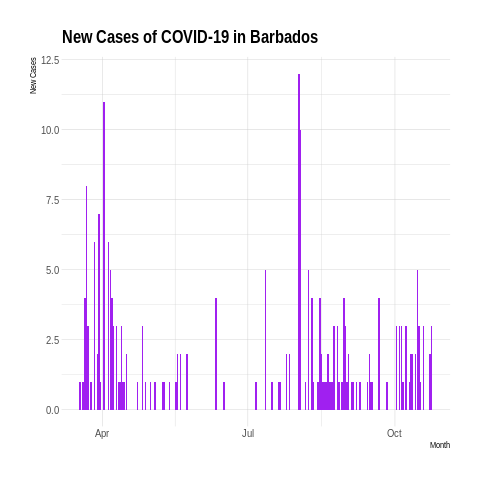 New Cases of COVID-19 in Barbados
New Cases
12.5
10.0
7.5
5.0
2.5
0.0
Apr
Jul
Oct
Month